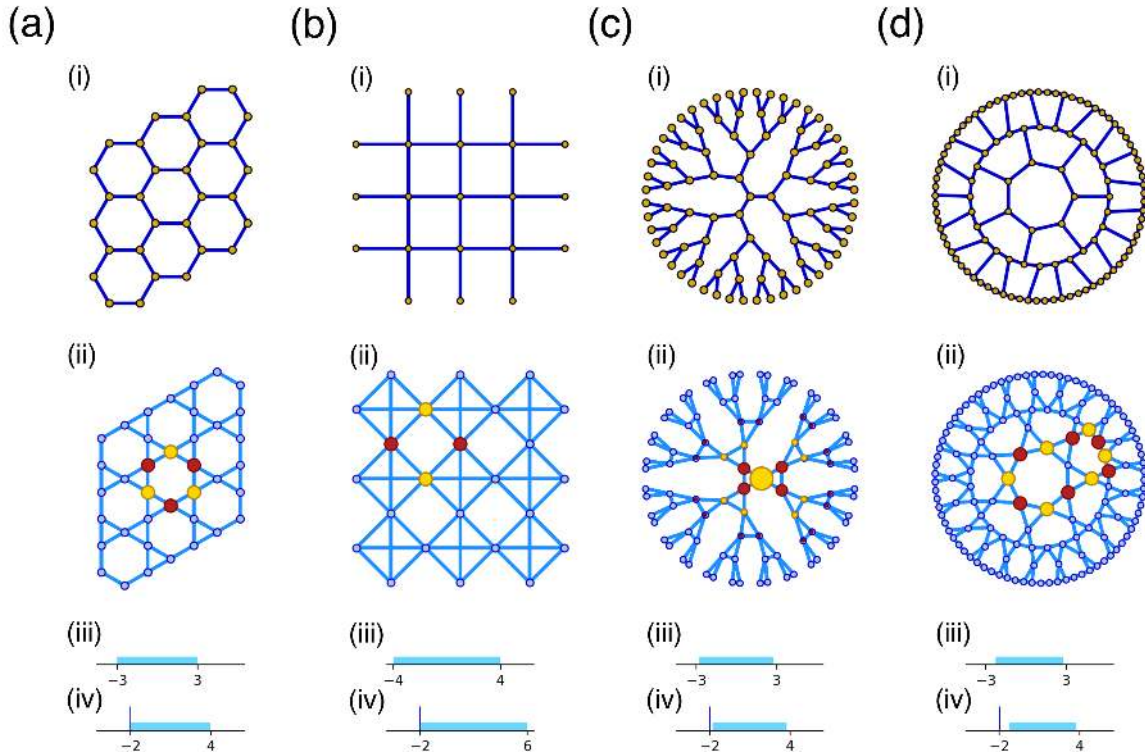 (a) (b) (c) (d)
(i) (i) (i) (i)
(ii) (ii) (ii) (ii)
(iii) (iii) (iii) (iii)
−3 3 −4 4 −3 3 −3 3
(iv) (iv) (iv) (iv)
−2 4 −2 6 −2 4 −2 4